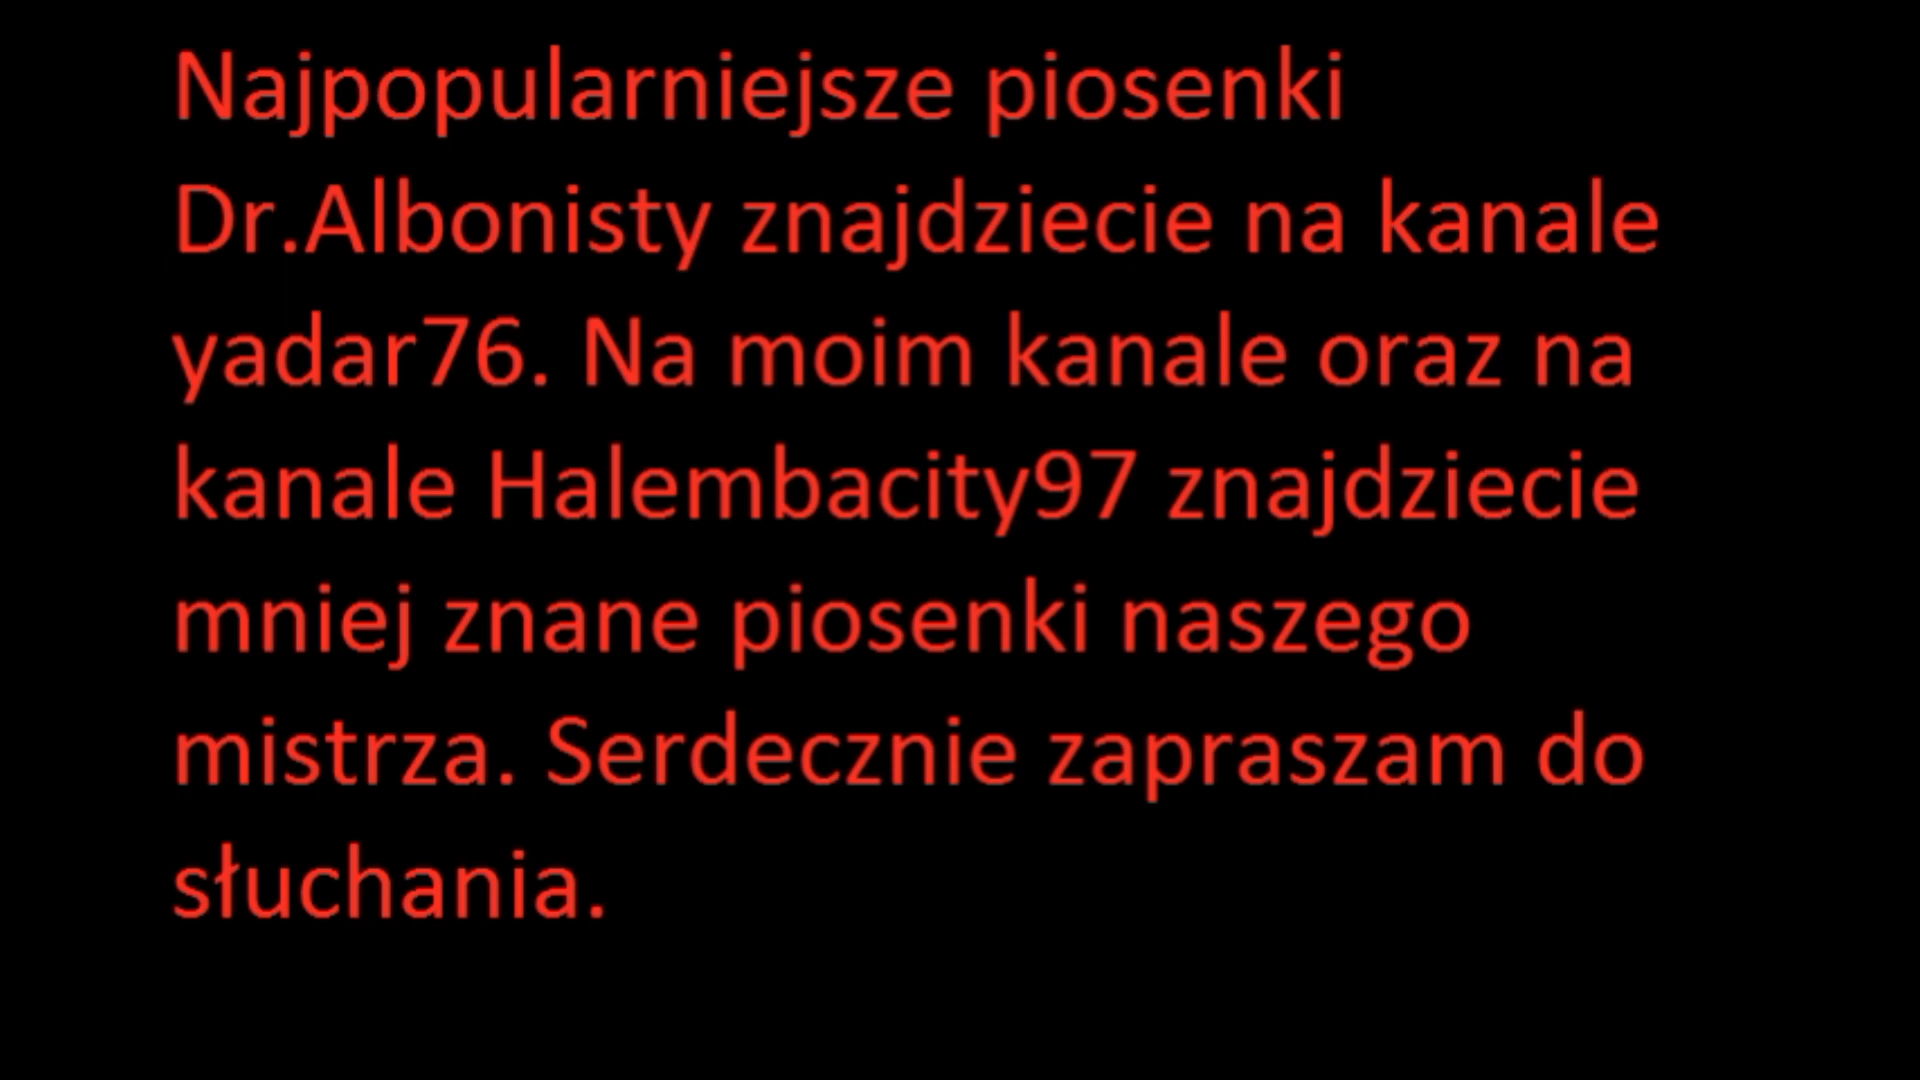 Najpopularniejsze piosenki
Dr.Albonisty znajdziecie na kanale
yadar76. Na moim kanale oraz na
kanale Halembacity97 znajdziecie
mniej znane piosenki naszego
mistrza. Serdecznie zapraszam do
słuchania.